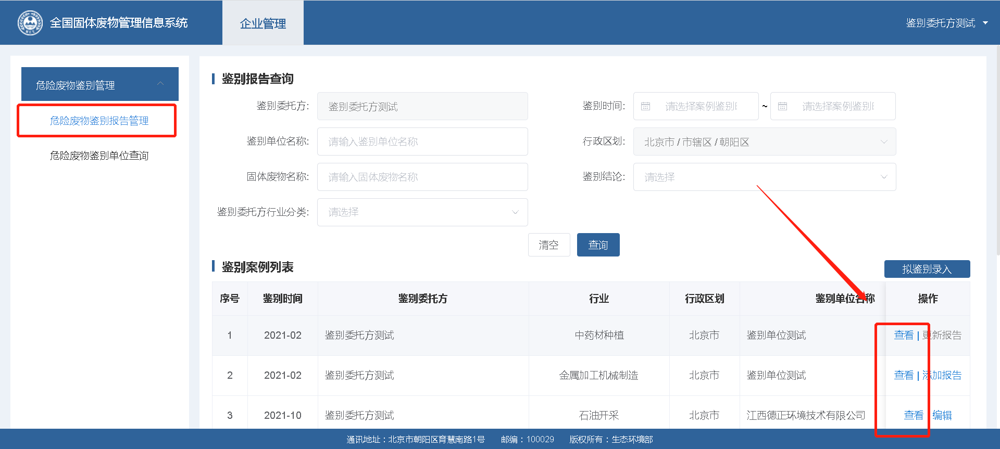 全国固体废物管理信息系统
企业管理
鉴别委托方测试
危险废物鉴别管理
危险废物鉴别报告管理
危险废物鉴别单位查询
鉴别报告查询
鉴别委托方: 鉴别委托方测试
鉴别时间: 请选择案例鉴别 ~ 请选择案例鉴别
鉴别单位名称: 请输入鉴别单位名称
行政区划: 北京市 / 市辖区 / 朝阳区
固体废物名称: 请输入固体废物名称
鉴别结论: 请选择
鉴别委托方行业分类: 请选择
清空 查询
鉴别案例列表
拟鉴别录入
序号 鉴别时间 鉴别委托方 行业 行政区划 鉴别单位名称 操作
1 2021-02 鉴别委托方测试 中药材种植 北京市 鉴别单位测试 查看 | 更新报告
2 2021-02 鉴别委托方测试 金属加工机械制造 北京市 鉴别单位测试 查看 | 添加报告
3 2021-10 鉴别委托方测试 石油开采 北京市 江西德正环境技术有限公司 查看 编辑
通讯地址：北京市朝阳区育慧南路1号 邮编：100029 版权所有：生态环境部